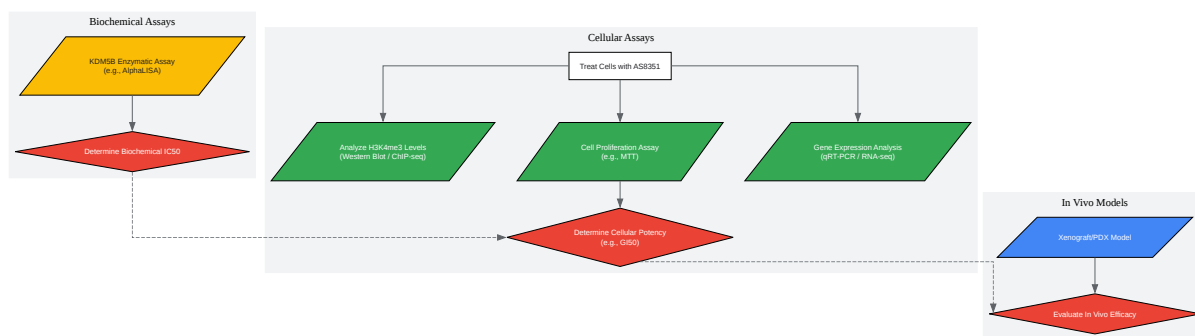 Biochemical Assays
KDM5B Enzymatic Assay
(e.g., AlphaLISA)
Determine Biochemical IC50
Cellular Assays
Treat Cells with AS8351
Analyze H3K4me3 Levels
(Western Blot / ChIP-seq)
Cell Proliferation Assay
(e.g., MTT)
Gene Expression Analysis
(qRT-PCR / RNA-seq)
Determine Cellular Potency
(e.g., GI50)
In Vivo Models
Xenograft/PDX Model
Evaluate In Vivo Efficacy